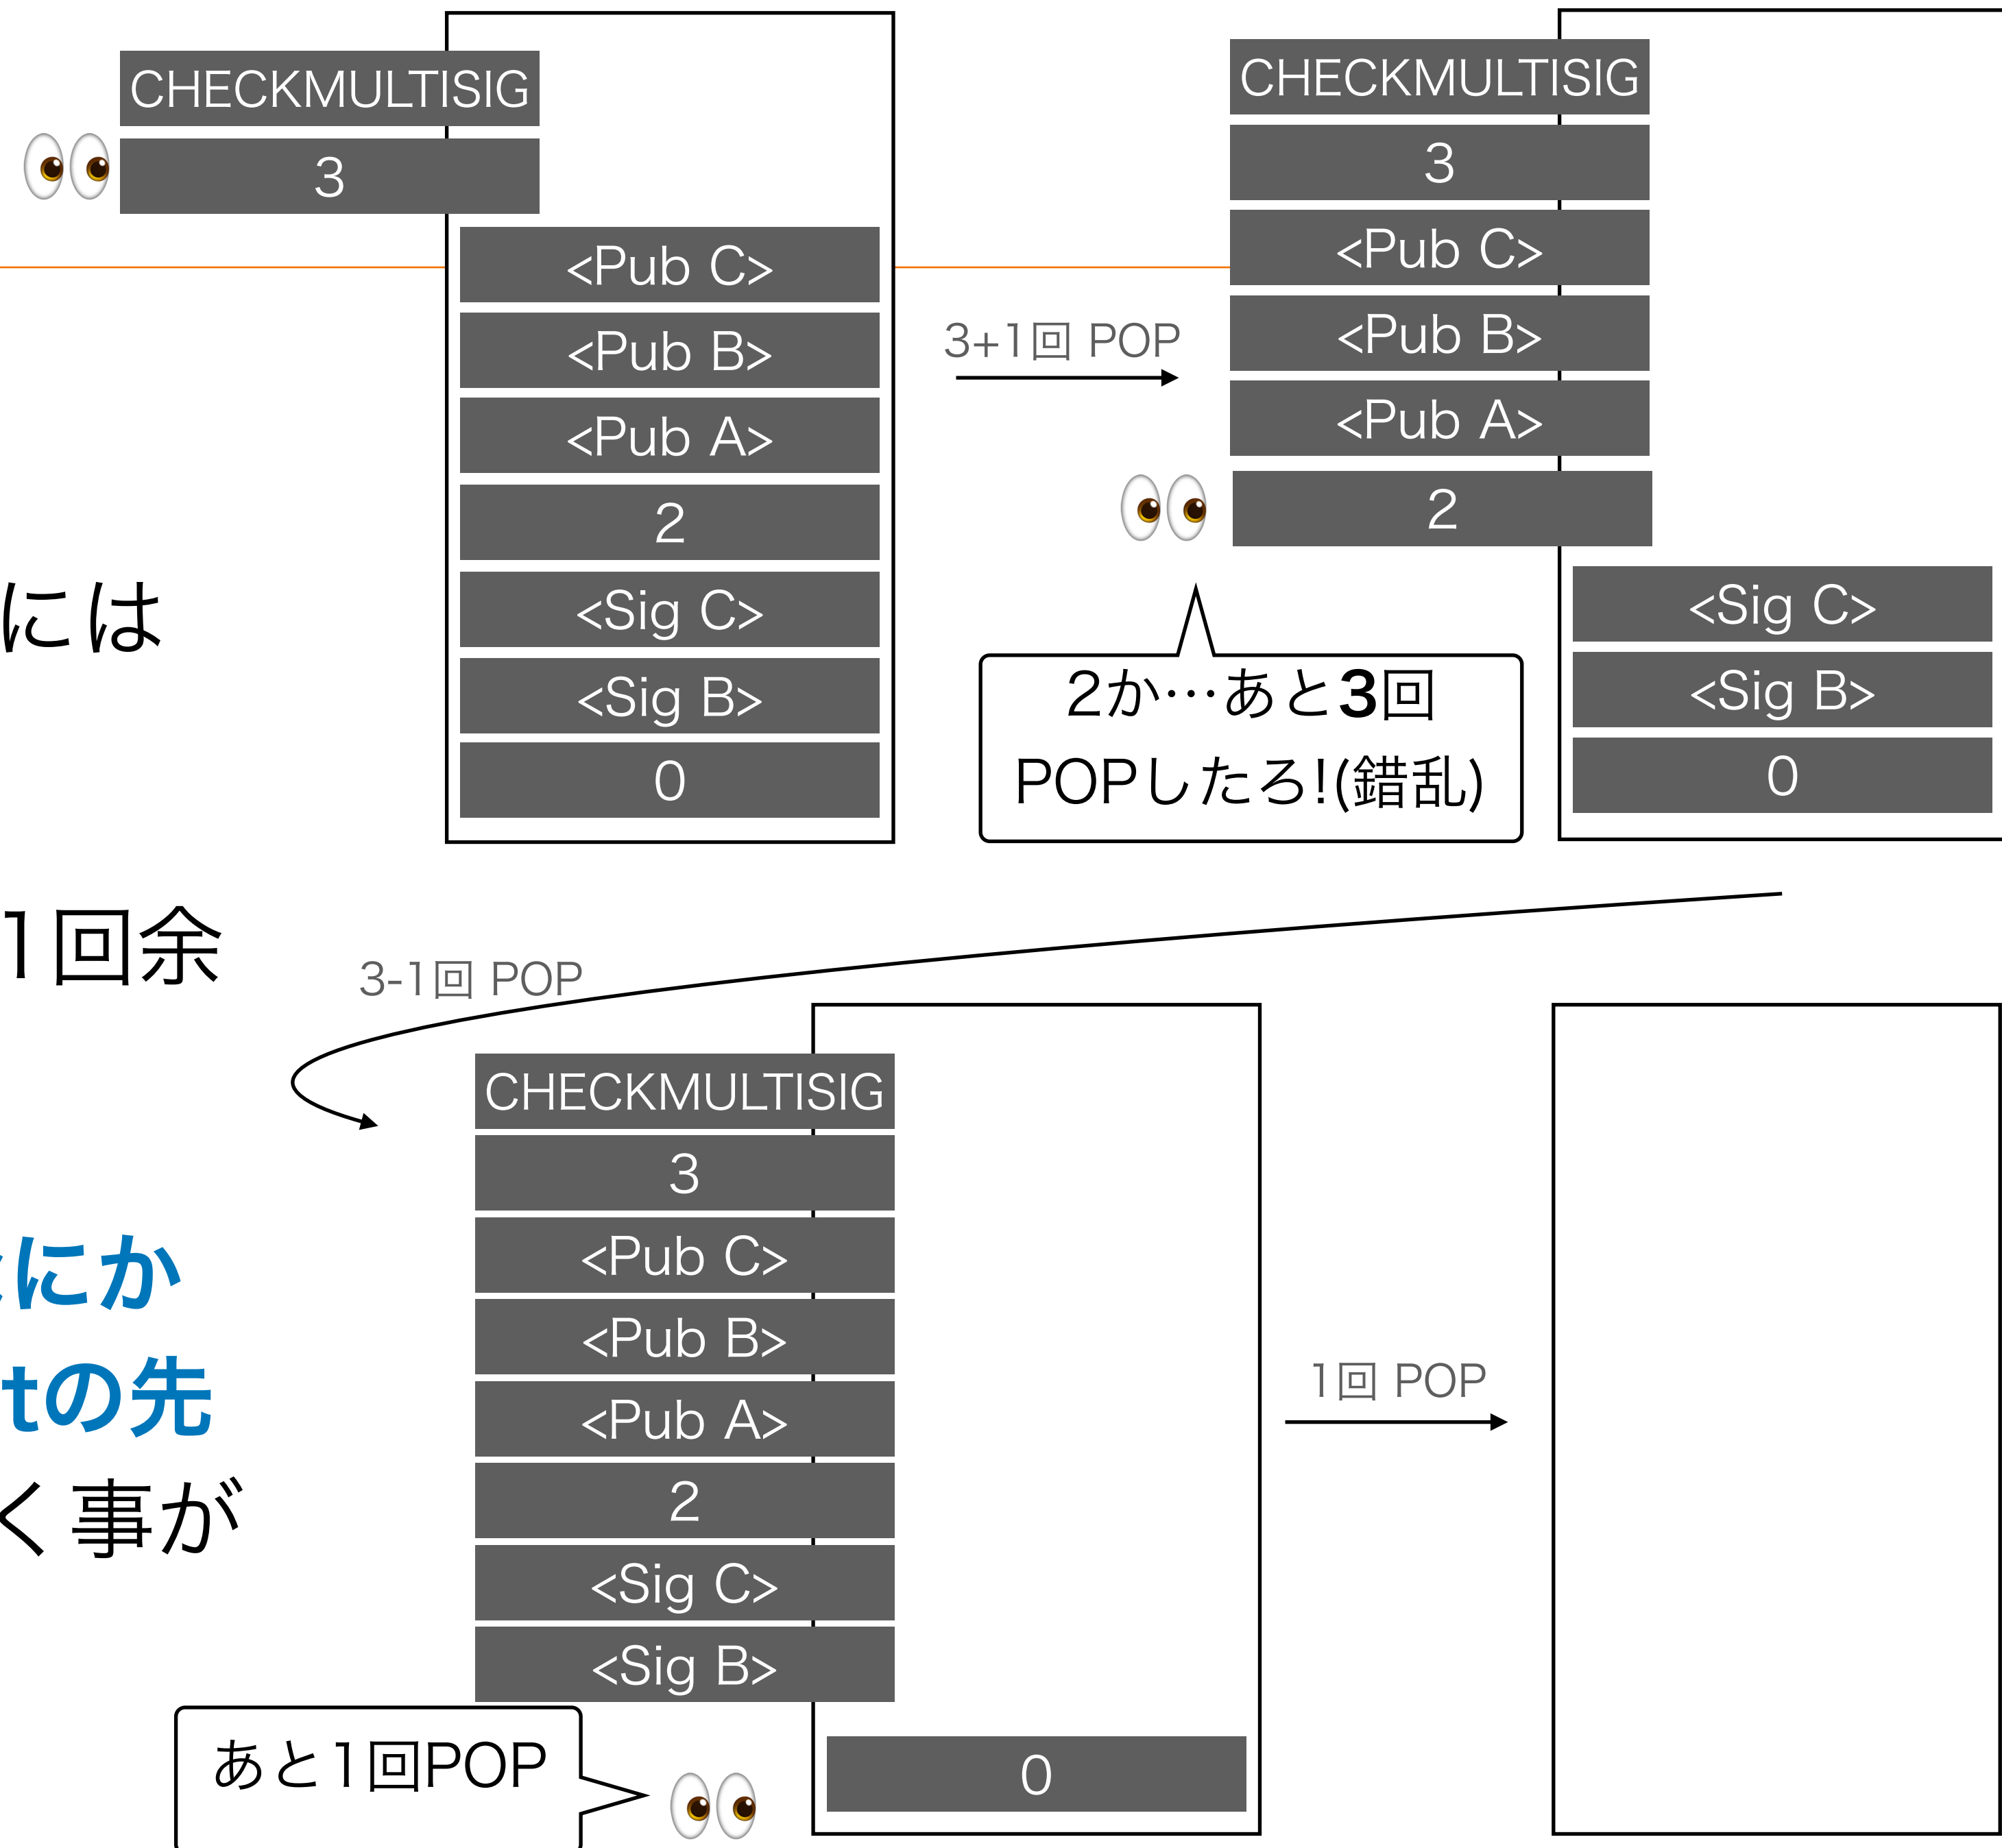 CHECKMULTISIG
3
<Pub C>
<Pub B>
<Pub A>
2
<Sig C>
<Sig B>
0
3+1回 POP
CHECKMULTISIG
3
<Pub C>
<Pub B>
<Pub A>
2
<Sig C>
<Sig B>
0
2か…あと3回
POPしたろ!(錯乱)
には
1回余
にか
tの先
く事が
3-1回 POP
CHECKMULTISIG
3
<Pub C>
<Pub B>
<Pub A>
2
<Sig C>
<Sig B>
0
あと1回POP
1回 POP